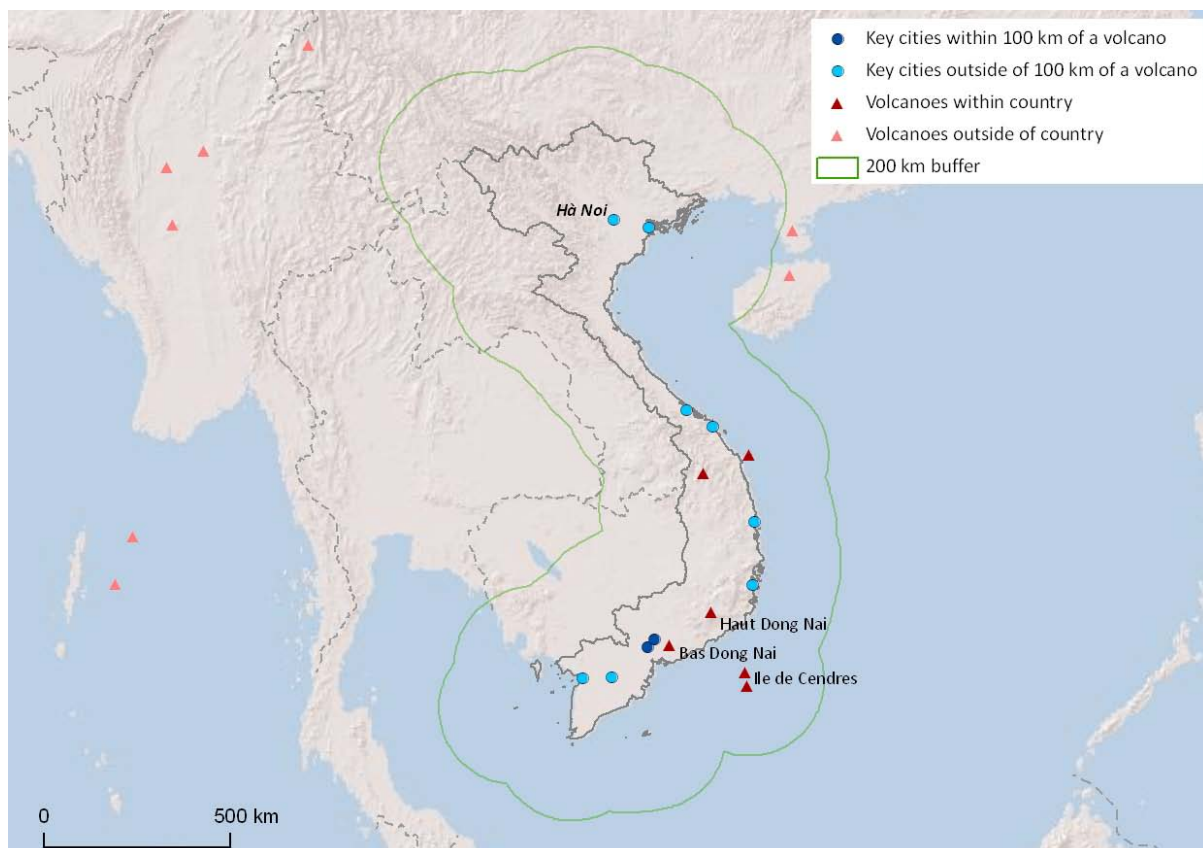 Key cities within 100 km of a volcano
Key cities outside of 100 km of a volcano
Volcanoes within country
Volcanoes outside of country
200 km buffer
Hà Noi
Haut Dong Nai
Bas Dong Nai
Ile de Cendres
0 500 km